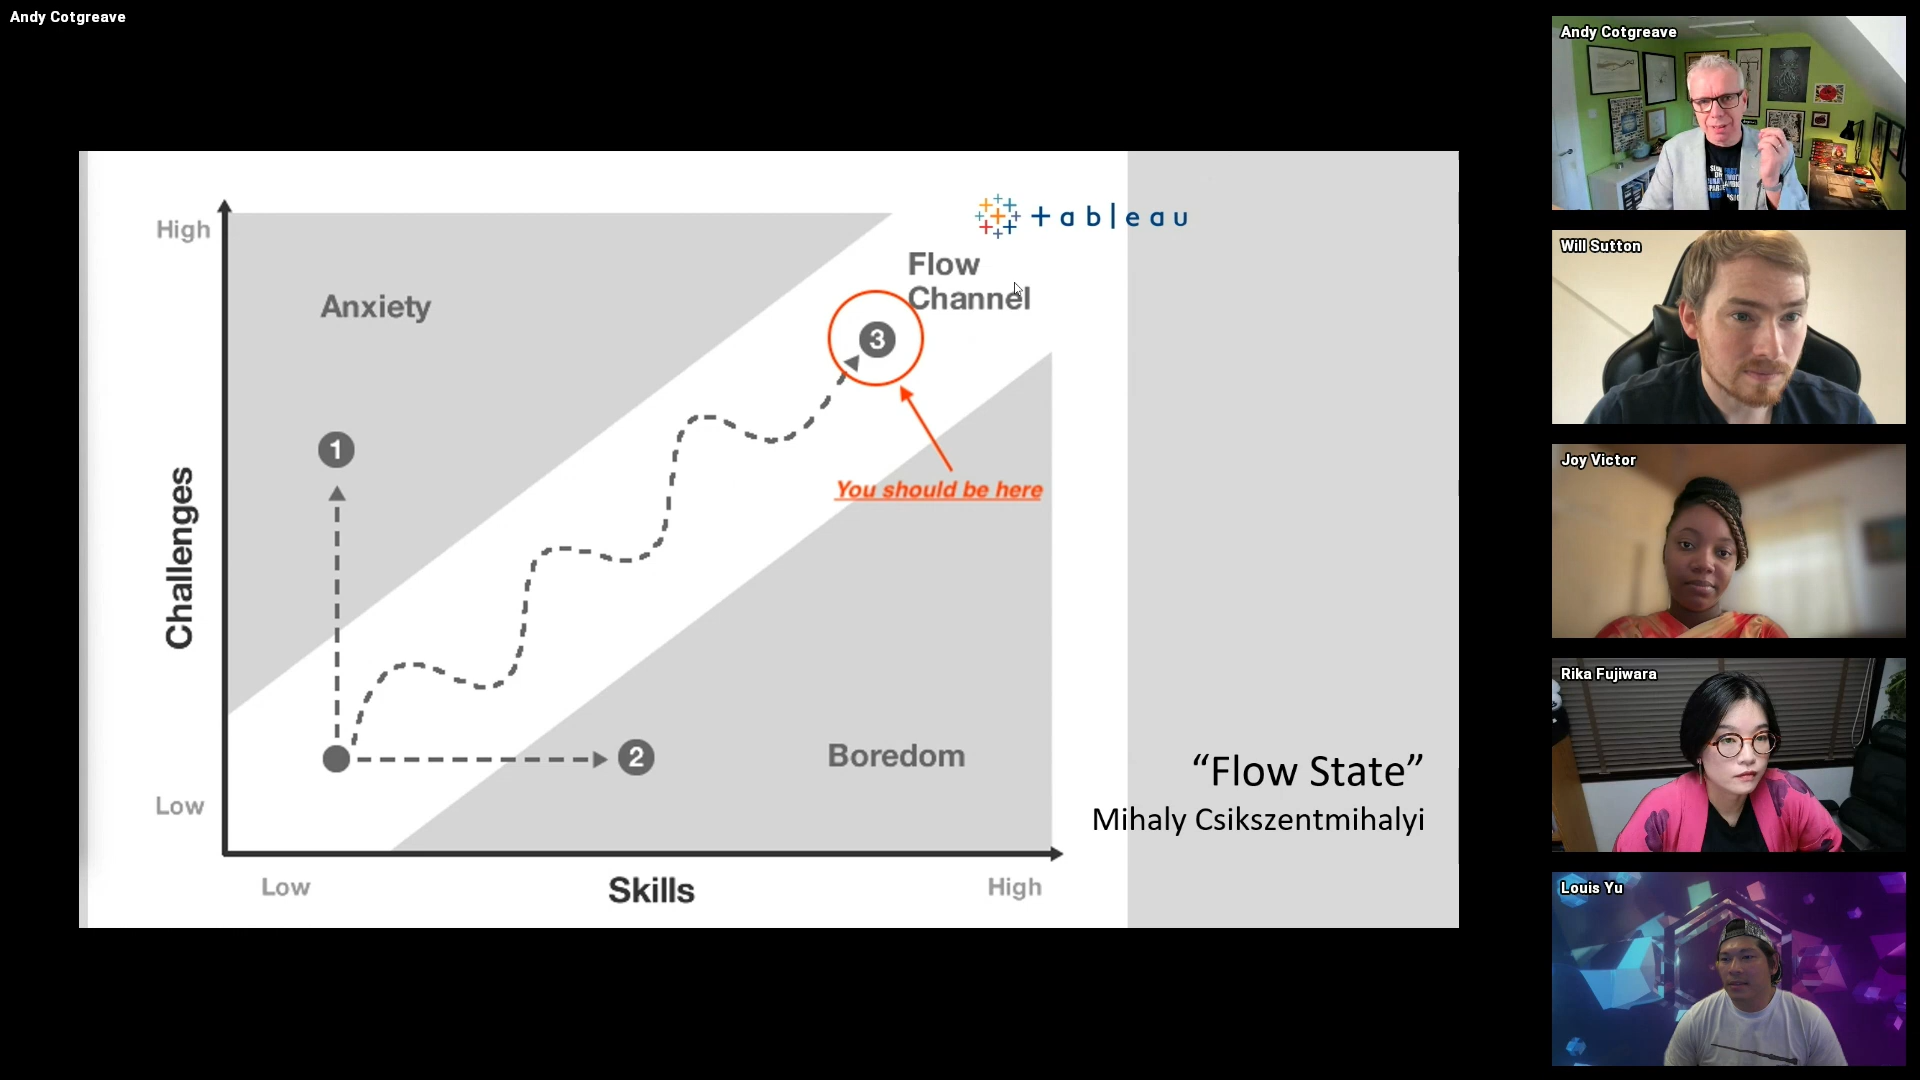 Andy Cotgreave
tableau
High
Flow
Channel
Anxiety
3
1
You should be here
Challenges
2
Boredom
Low
“Flow State”
Mihaly Csikszentmihalyi
Low
Skills
High
Andy Cotgreave
Will Sutton
Joy Victor
Rika Fujiwara
Louis Yu